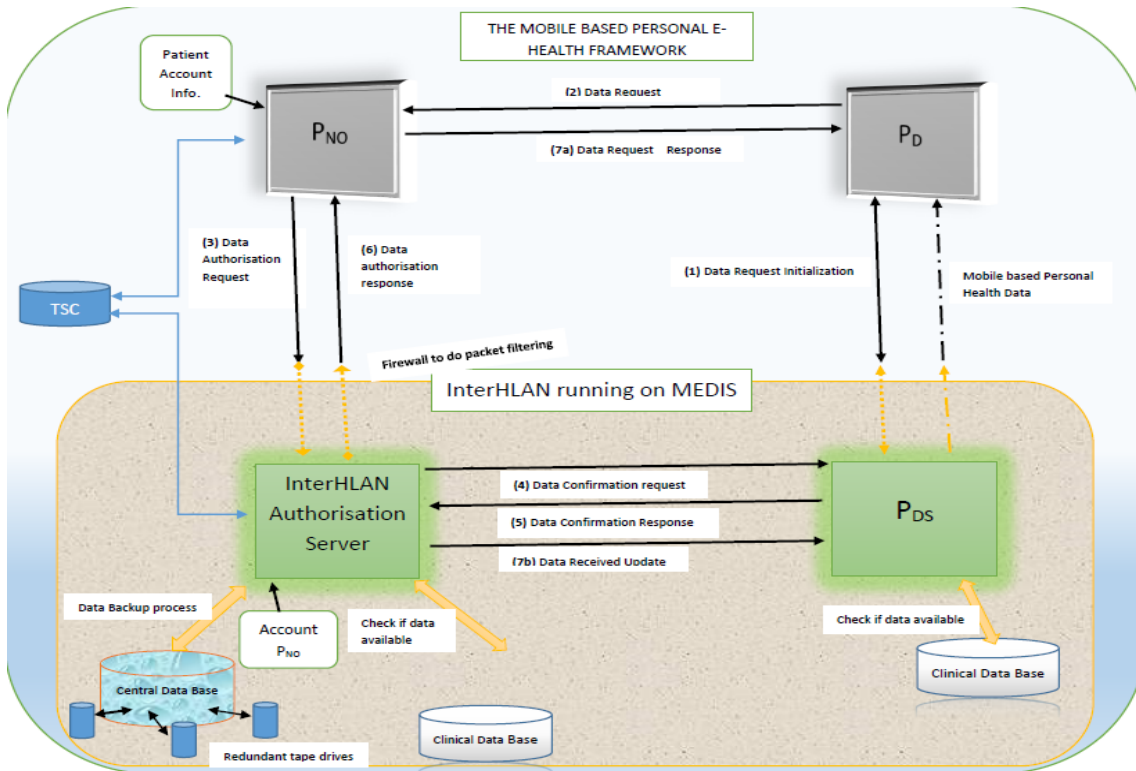 THE MOBILE BASED PERSONAL E-
HEALTH FRAMEWORK
Patient
Account
Info.
P_NO
(2) Data Request
(7a) Data Request Response
P_D
(3) Data
Authorisation
Request
(6) Data
authorisation
response
(1) Data Request Initialization
Mobile based Personal
Health Data
TSC
Firewall to do packet filtering
InterHLAN running on MEDIS
InterHLAN
Authorisation
Server
(4) Data Confirmation request
(5) Data Confirmation Response
(7b) Data Received Update
P_DS
Data Backup process
Account
P_NO
Check if data
available
Check if data available
Central Data Base
Clinical Data Base
Clinical Data Base
Redundant tape drives